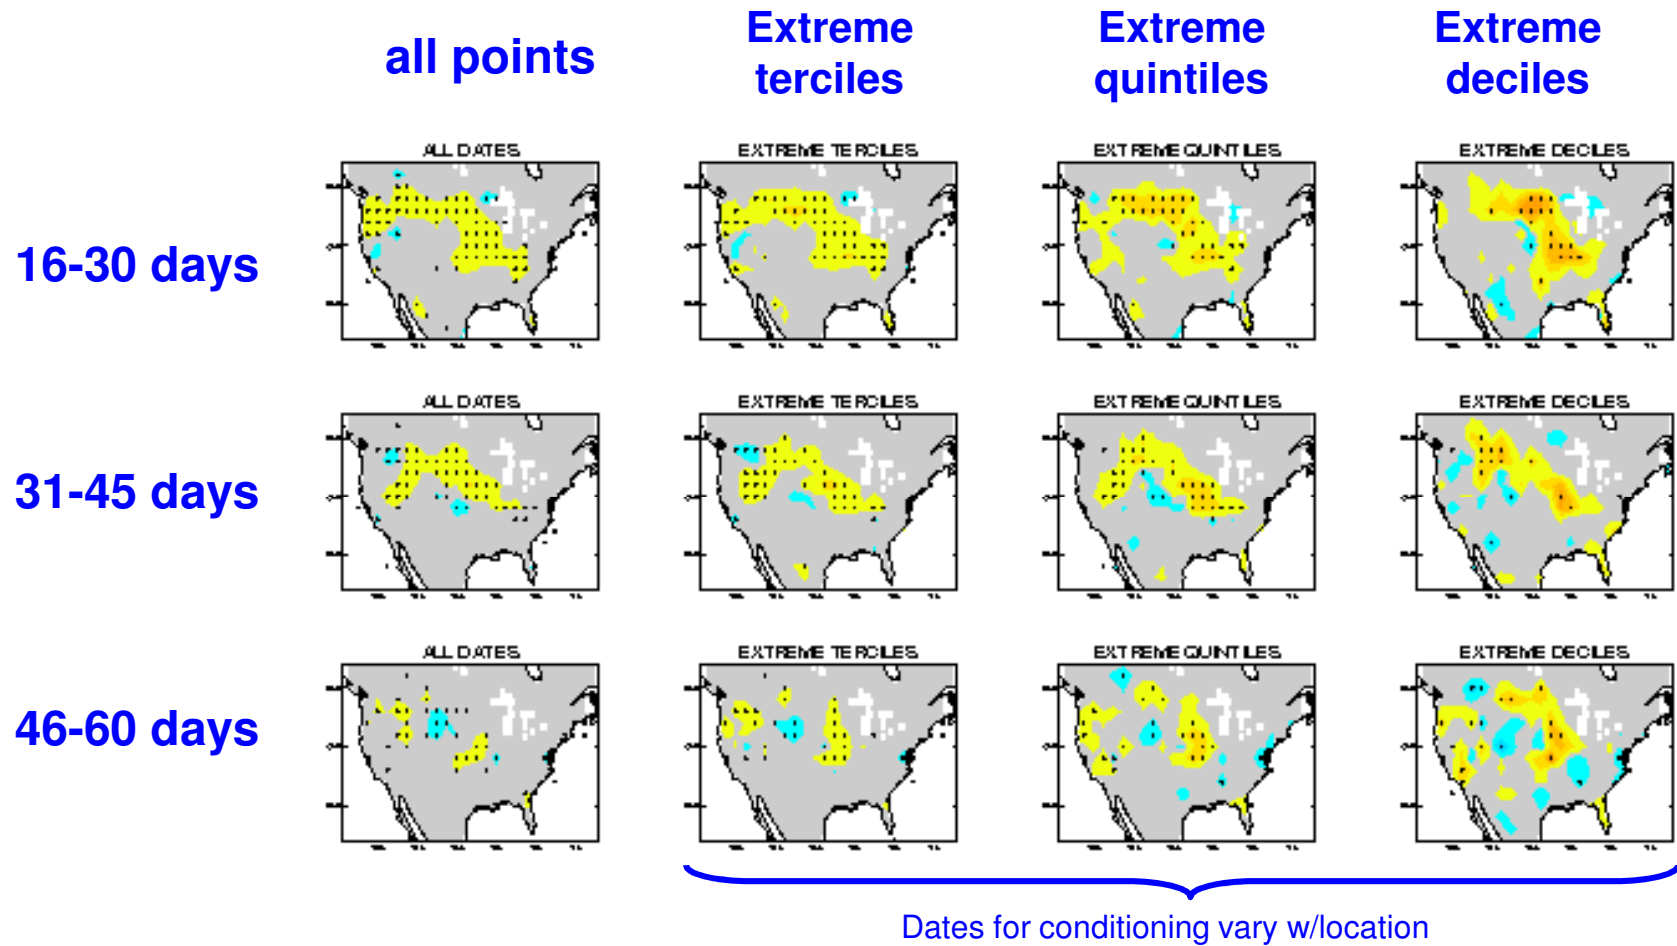 all points
Extreme
terciles
Extreme
quintiles
Extreme
deciles
ALL DATES
EXTREME TERCILES
EXTREME QUINTILES
EXTREME DECILES
16-30 days
ALL DATES
EXTREME TERCILES
EXTREME QUINTILES
EXTREME DECILES
31-45 days
ALL DATES
EXTREME TERCILES
EXTREME QUINTILES
EXTREME DECILES
46-60 days
Dates for conditioning vary w/location